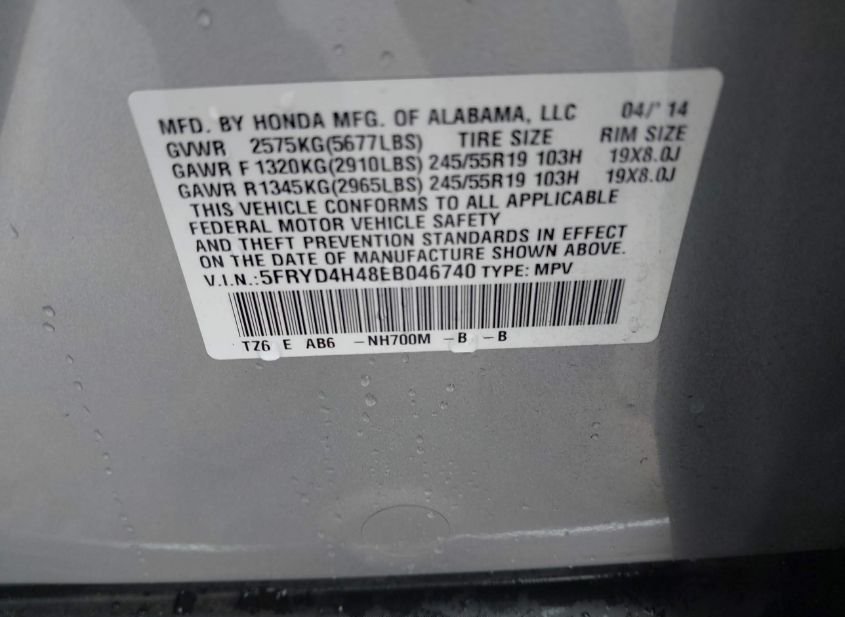 MFD. BY HONDA MFG. OF ALABAMA, LLC 04/' 14
GVWR 2575KG(5677LBS) TIRE SIZE RIM SIZE
GAWR F 1320KG(2910LBS) 245/55R19 103H 19X8.0J
GAWR R1345KG(2965LBS) 245/55R19 103H 19X8.0J
THIS VEHICLE CONFORMS TO ALL APPLICABLE
FEDERAL MOTOR VEHICLE SAFETY
AND THEFT PREVENTION STANDARDS IN EFFECT
ON THE DATE OF MANUFACTURE SHOWN ABOVE.
V.I.N.:5FRYD4H48EB046740 TYPE: MPV
TZ6 E AB6 -NH700M -B -B